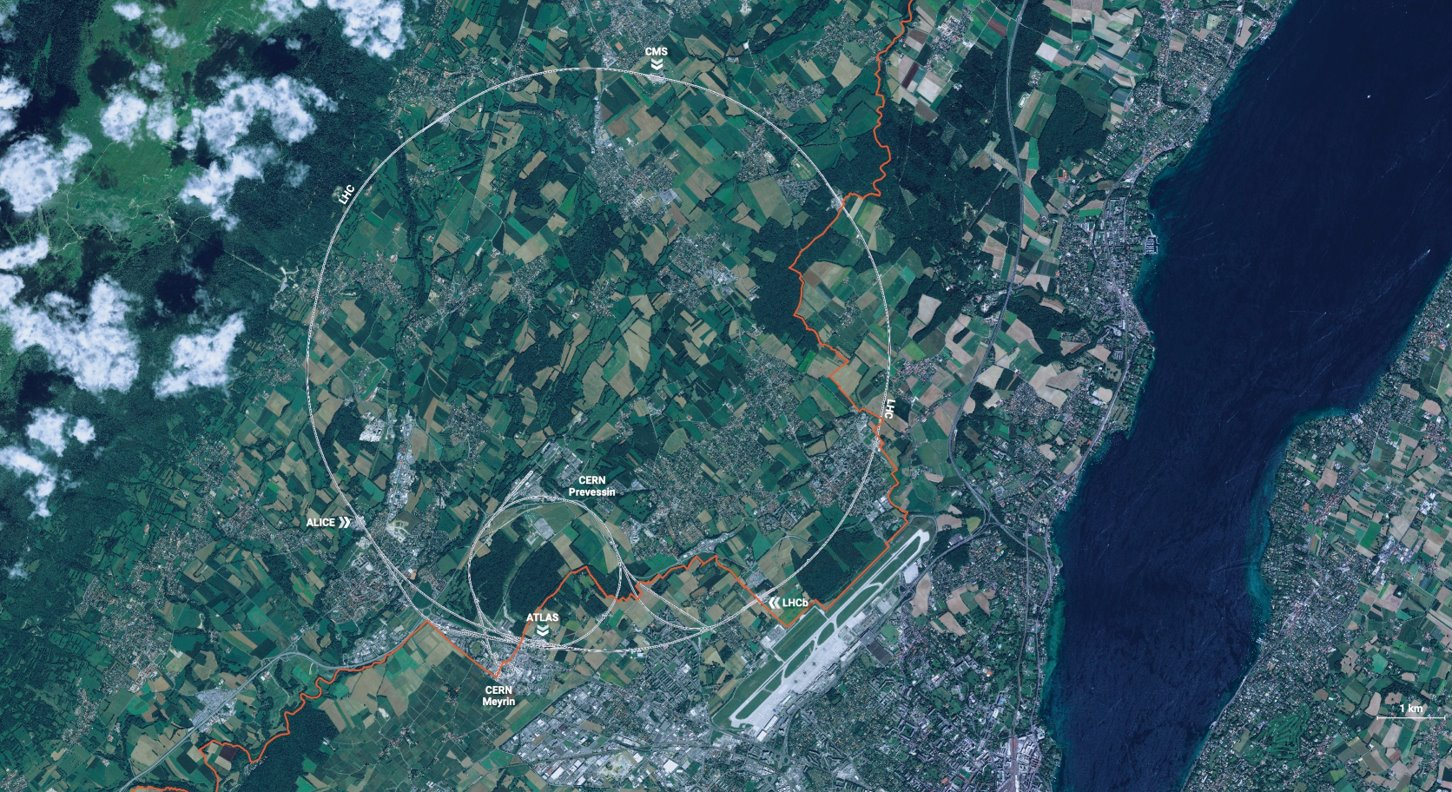 CMS
LHC
LHC
CERN
Prevessin
ALICE
LHCb
ATLAS
CERN
Meyrin
1 km